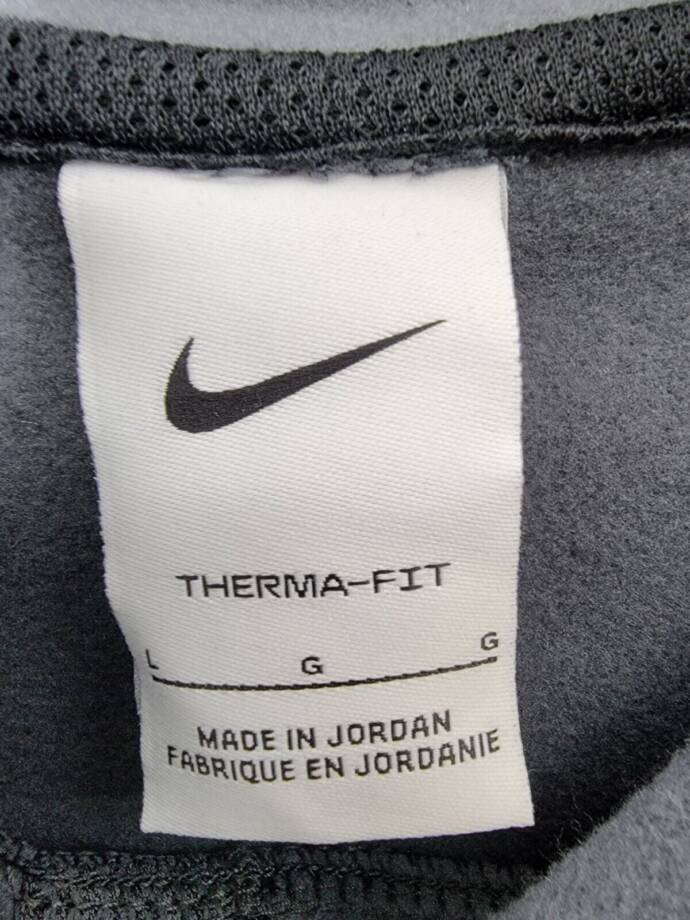 THERMA-FIT
L G G
MADE IN JORDAN
FABRIQUE EN JORDANIE